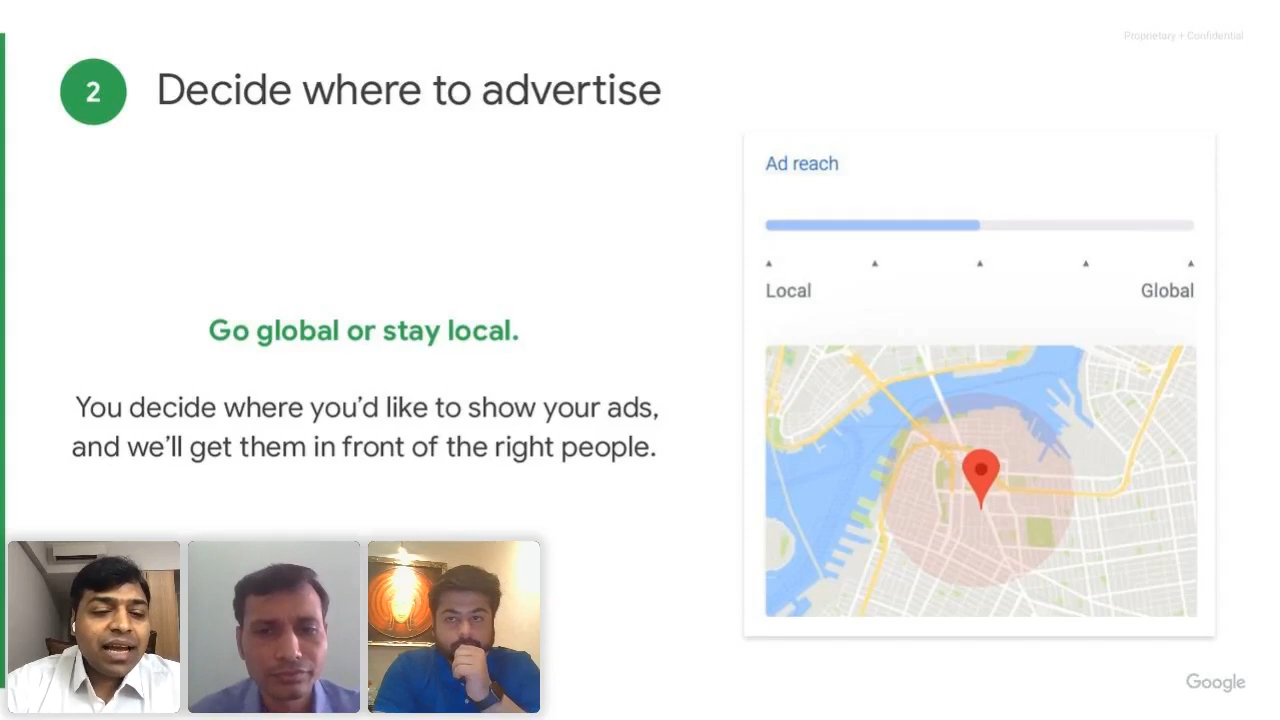 Proprietary + Confidential
2
Decide where to advertise
Go global or stay local.
You decide where you'd like to show your ads,
and we'll get them in front of the right people.
Ad reach
Local
Global
Google